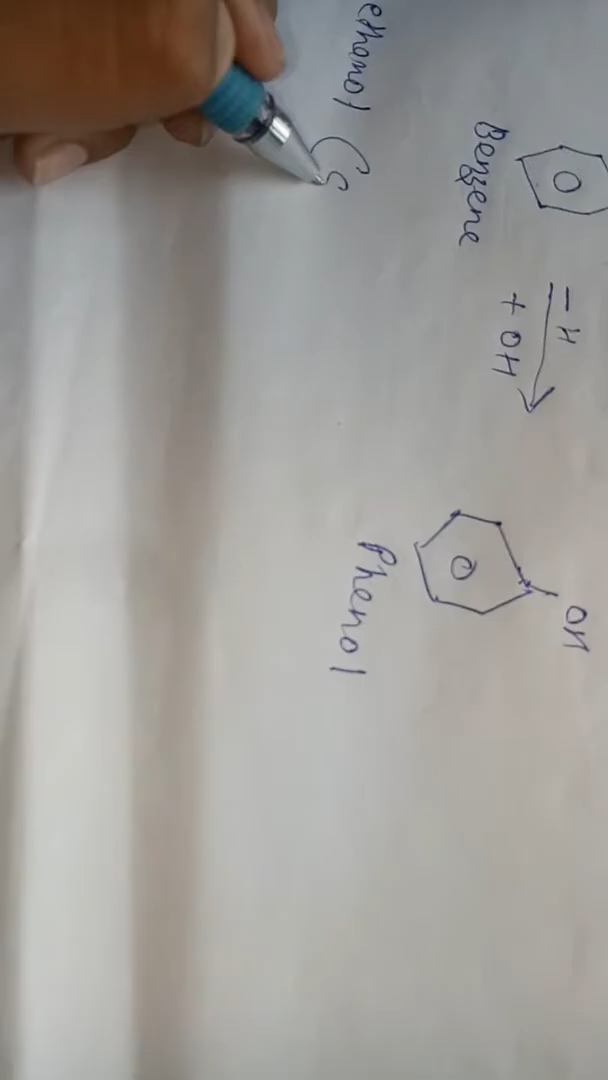 - H
+ OH
Benzene
OH
Phenol
ethanol (s